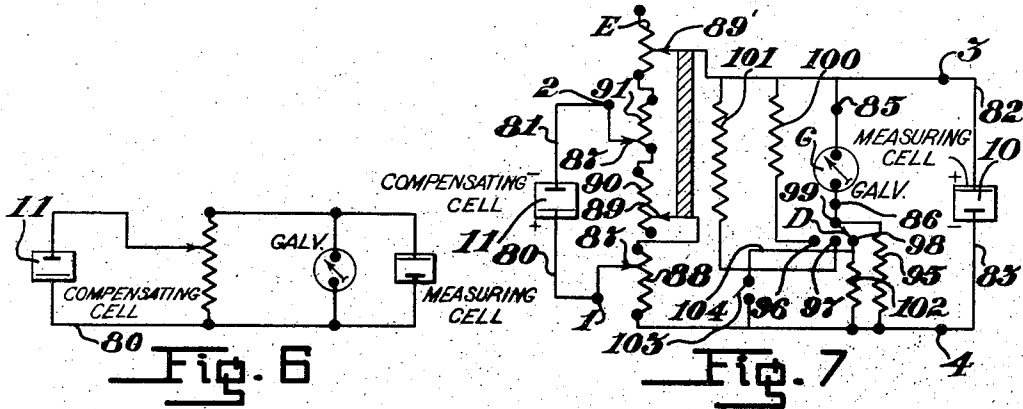 11
COMPENSATING
CELL
80
GALV.
MEASURING
CELL
Fig. 6
E
89'
101
100
3
2
91
85
82
81
87
G
MEASURING
CELL
10
+
-
COMPENSATING
CELL
-
+
90
89
99
GALV.
D
86
98
11
80
87
88
95
83
104
96
97
102
1
103
4
Fig. 7